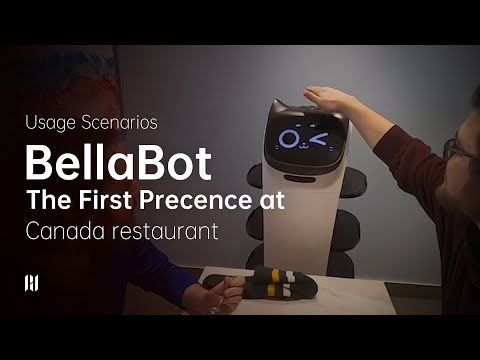 Usage Scenarios
BellaBot
The First Precence at
Canada restaurant